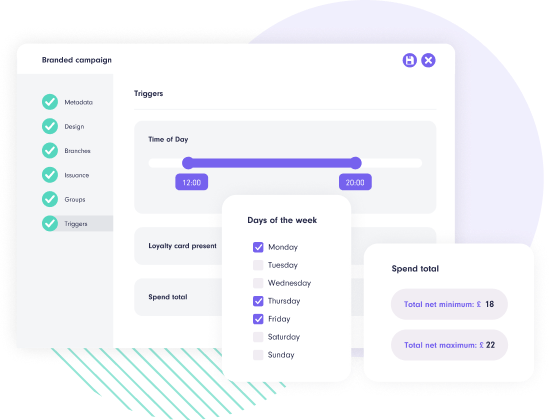 Branded campaign
Metadata
Design
Branches
Issuance
Groups
Triggers
Triggers
Time of Day
12:00
20:00
Loyalty card present
Spend total
Days of the week
Monday
Tuesday
Wednesday
Thursday
Friday
Saturday
Sunday
Spend total
Total net minimum: £ 18
Total net maximum: £ 22